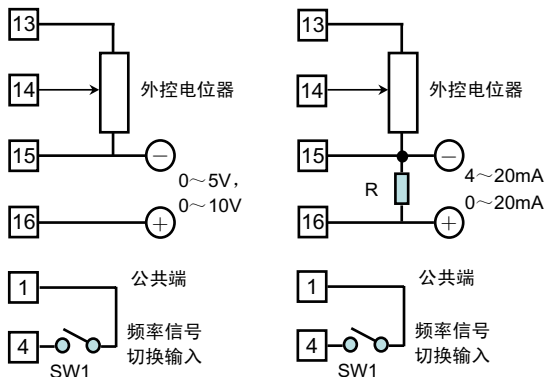 13
14
外控电位器
15
−
0～5V，
0～10V
16
+
1
公共端
4
SW1
频率信号
切换输入
13
14
外控电位器
15
−
R
4～20mA
0～20mA
16
+
1
公共端
4
SW1
频率信号
切换输入